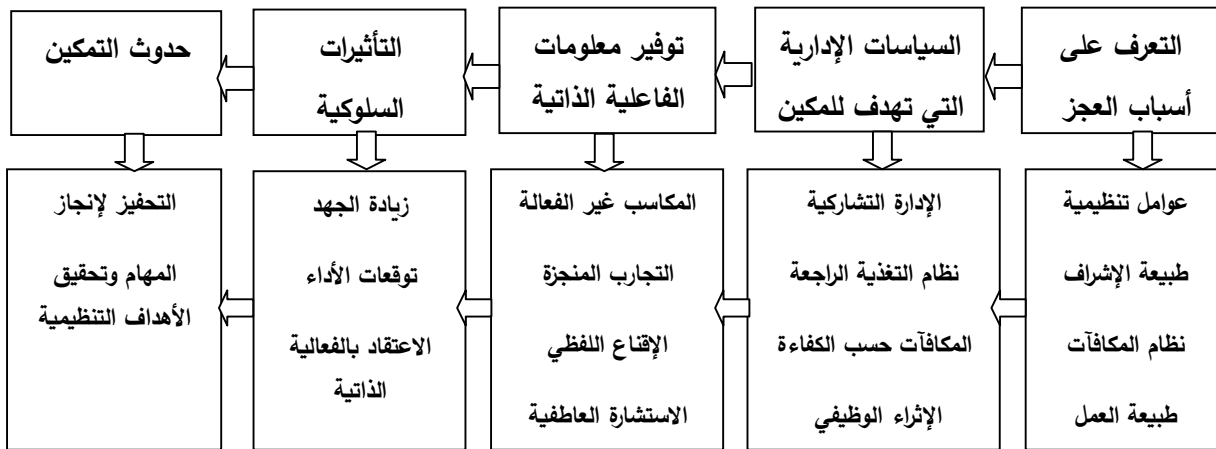 التعرف على
أسباب العجز
السياسات الإدارية
التي تهدف للمكين
توفير معلومات
الفاعلية الذاتية
التأثيرات
السلوكية
حدوث التمكين
عوامل تنظيمية
طبيعة الإشراف
نظام المكافآت
طبيعة العمل
الإدارة التشاركية
نظام التغذية الراجعة
المكافآت حسب الكفاءة
الإثراء الوظيفي
المكاسب غير الفعالة
التجارب المنجزة
الإقناع اللفظي
الاستشارة العاطفية
زيادة الجهد
توقعات الأداء
الاعتقاد بالفعالية
الذاتية
التحفيز لإنجاز
المهام وتحقيق
الأهداف التنظيمية